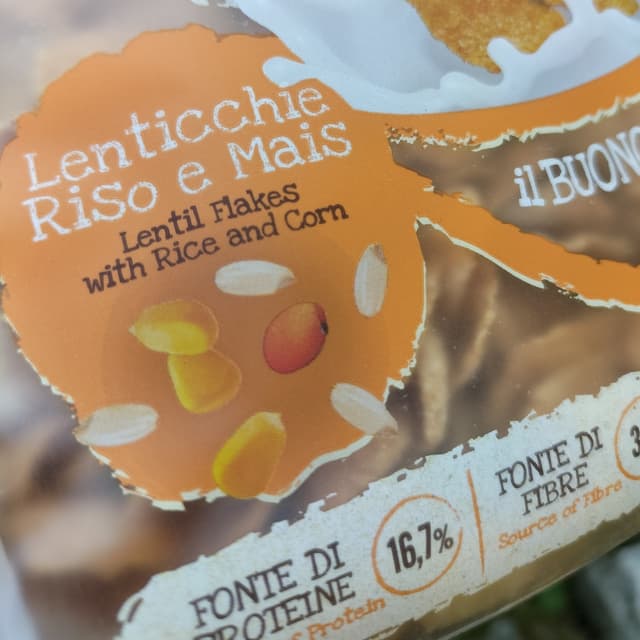 Lenticchie
Riso e Mais
Lentil Flakes
with Rice and Corn
il BUONO
FONTE DI
PROTEINE
Protein
16,7%
FONTE DI
FIBRE
Source of Fibre